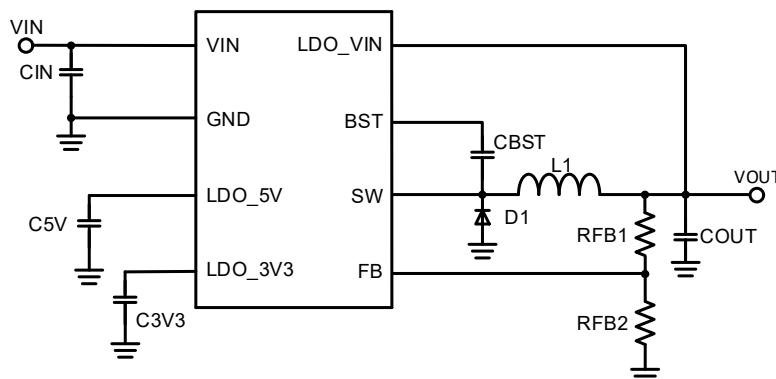 VIN
VIN
LDO_VIN
CIN
GND
BST
CBST
L1
LDO_5V
SW
VOUT
C5V
D1
RFB1
COUT
LDO_3V3
FB
C3V3
RFB2